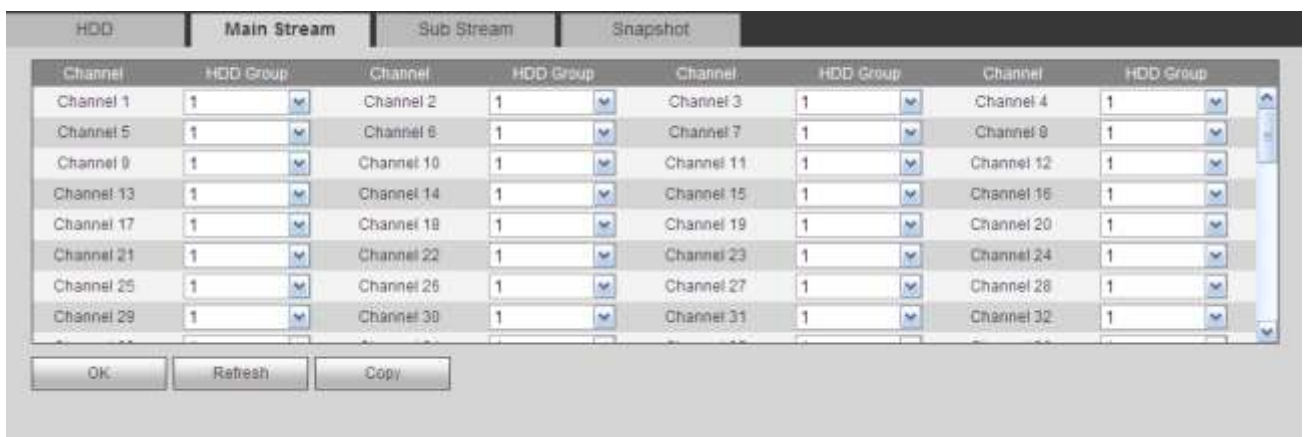 HDD Main Stream Sub Stream Snapshot
Channel HDD Group Channel HDD Group Channel HDD Group Channel HDD Group
Channel 1 1 Channel 2 1 Channel 3 1 Channel 4 1
Channel 5 1 Channel 6 1 Channel 7 1 Channel 8 1
Channel 9 1 Channel 10 1 Channel 11 1 Channel 12 1
Channel 13 1 Channel 14 1 Channel 15 1 Channel 16 1
Channel 17 1 Channel 18 1 Channel 19 1 Channel 20 1
Channel 21 1 Channel 22 1 Channel 23 1 Channel 24 1
Channel 25 1 Channel 26 1 Channel 27 1 Channel 28 1
Channel 29 1 Channel 30 1 Channel 31 1 Channel 32 1
OK Refresh Copy